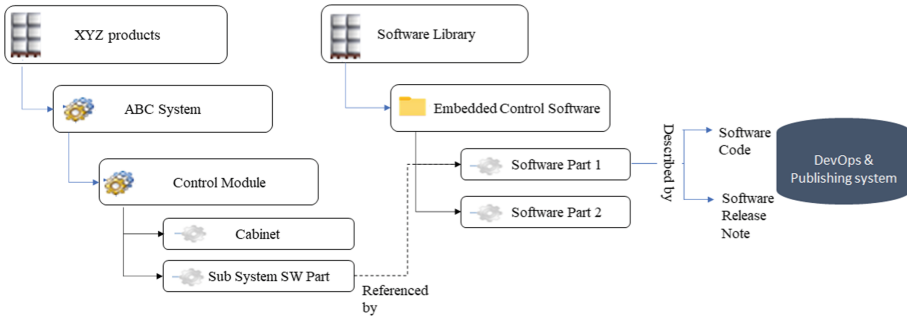 XYZ products
ABC System
Control Module
Cabinet
Sub System SW Part
Referenced
by
Software Library
Embedded Control Software
Software Part 1
Software Part 2
Described by
Software
Code
Software
Release
Note
DevOps &
Publishing system